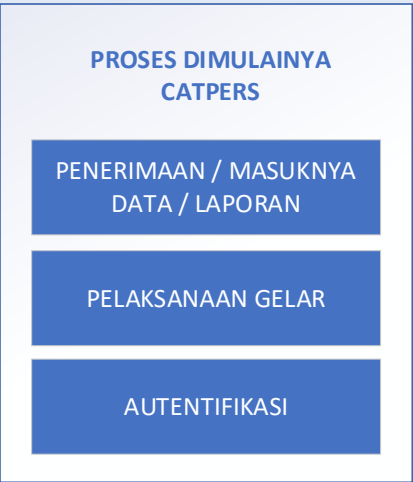 PROSES DIMULAINYA
CATPERS
PENERIMAAN / MASUKNYA
DATA / LAPORAN
PELAKSANAAN GELAR
AUTENTIFIKASI